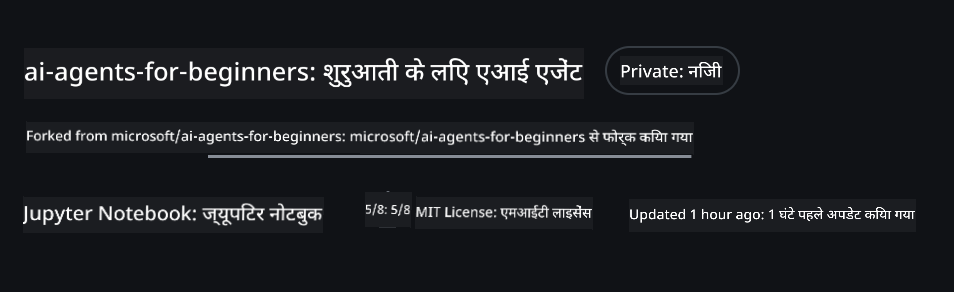 ai-agents-for-beginners: शुरुआती के लिए एआई एजेंट Private: निजी
Forked from microsoft/ai-agents-for-beginners: microsoft/ai-agents-for-beginners से फोर्क किया गया
Jupyter Notebook: ज्यूपिटर नोटबुक 5/8: 5/8 MIT License: एमआईटी लाइसेंस Updated 1 hour ago: 1 घंटे पहले अपडेट किया गया